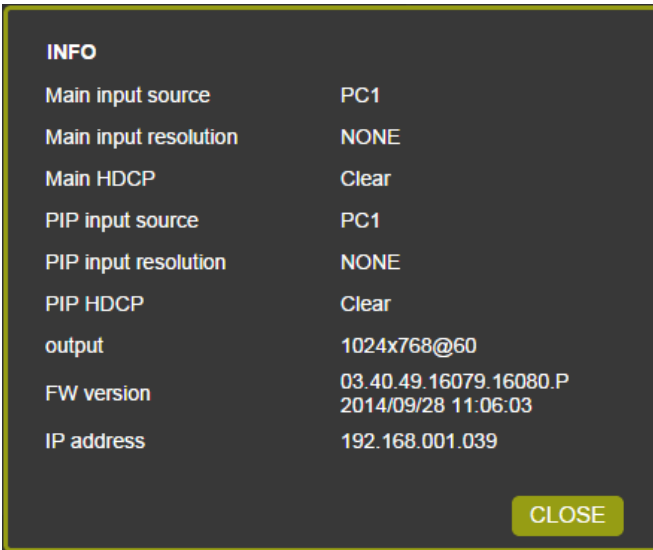 INFO
Main input source PC1
Main input resolution NONE
Main HDCP Clear
PIP input source PC1
PIP input resolution NONE
PIP HDCP Clear
output 1024x768@60
FW version 03.40.49.16079.16080.P
2014/09/28 11:06:03
IP address 192.168.001.039
CLOSE